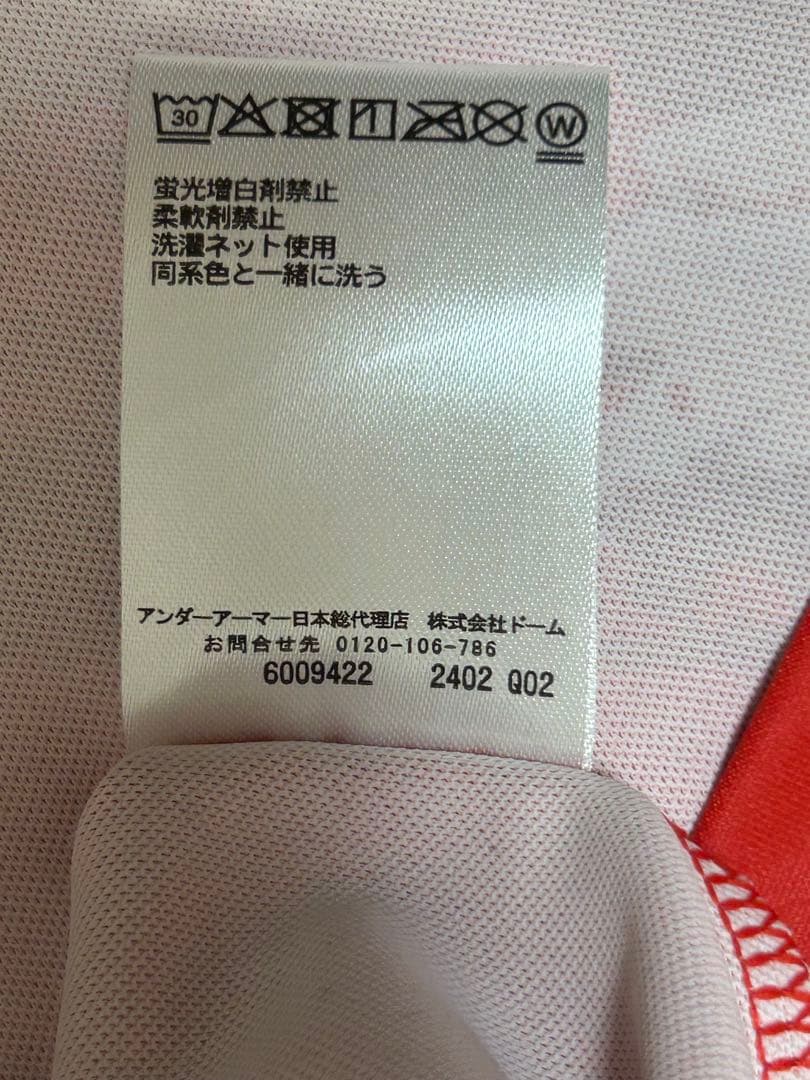 30 W
蛍光増白剤禁止
柔軟剤禁止
洗濯ネット使用
同系色と一緒に洗う
アンダーアーマー日本総代理店 株式会社ドーム
お問合せ先 0120-106-786
6009422 2402 Q02